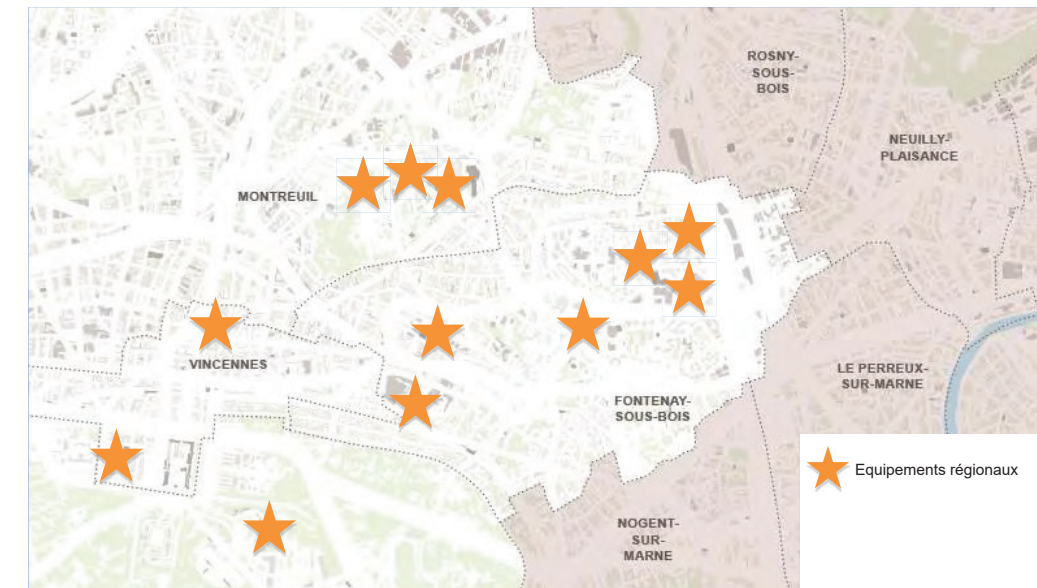 ROSNY-
SOUS-
BOIS
NEUILLY-
PLAISANCE
MONTREUIL
VINCENNES
LE PERREUX-
SUR-MARNE
FONTENAY-
SOUS-BOIS
Equipements régionaux
NOGENT-
SUR-
MARNE